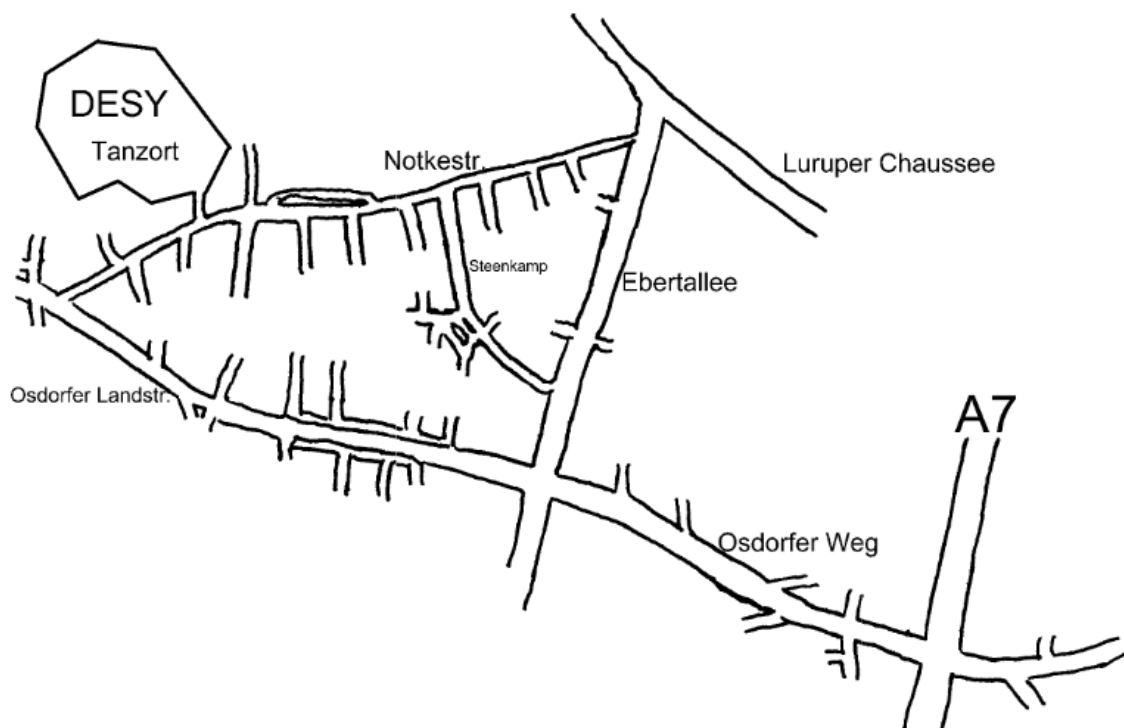 DESY
Tanzort
Notkestr.
Luruper Chaussee
Steenkamp
Ebertallee
Osdorfer Landstr.
A7
Osdorfer Weg